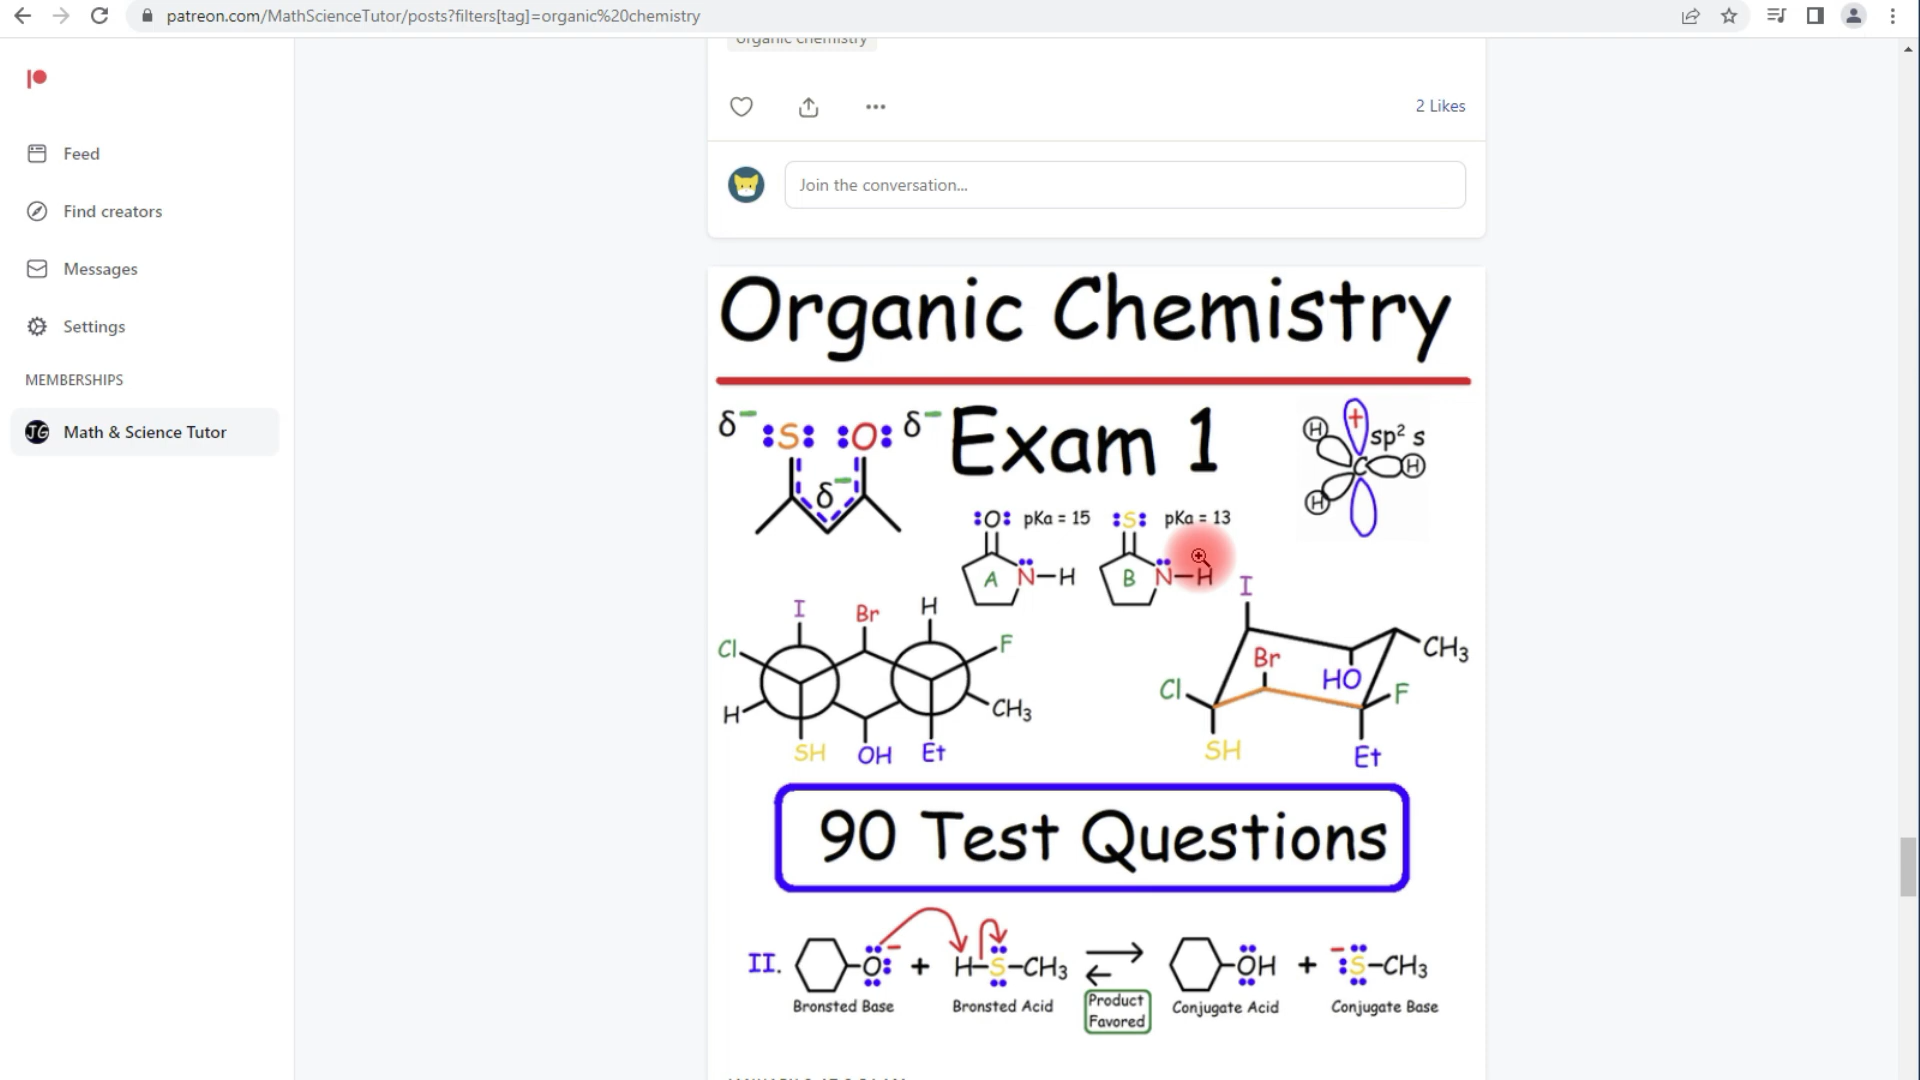 patreon.com/MathScienceTutor/posts?filters[tag]=organic%20chemistry
organic chemistry
2 Likes
Join the conversation...
Feed
Find creators
Messages
Settings
MEMBERSHIPS
JG Math & Science Tutor
Organic Chemistry
Exam 1
δ− :S: :O: δ−
δ−
+
sp² s
H
C H
H
:O: pKa = 15 :S: pKa = 13
A N-H B N-H
I Br H
Cl F
H CH₃
SH OH Et
I
CH₃
Br HO
Cl F
SH Et
90 Test Questions
II. O: − + H-S-CH₃ OH + − :S-CH₃
Bronsted Base Bronsted Acid Product Favored Conjugate Acid Conjugate Base